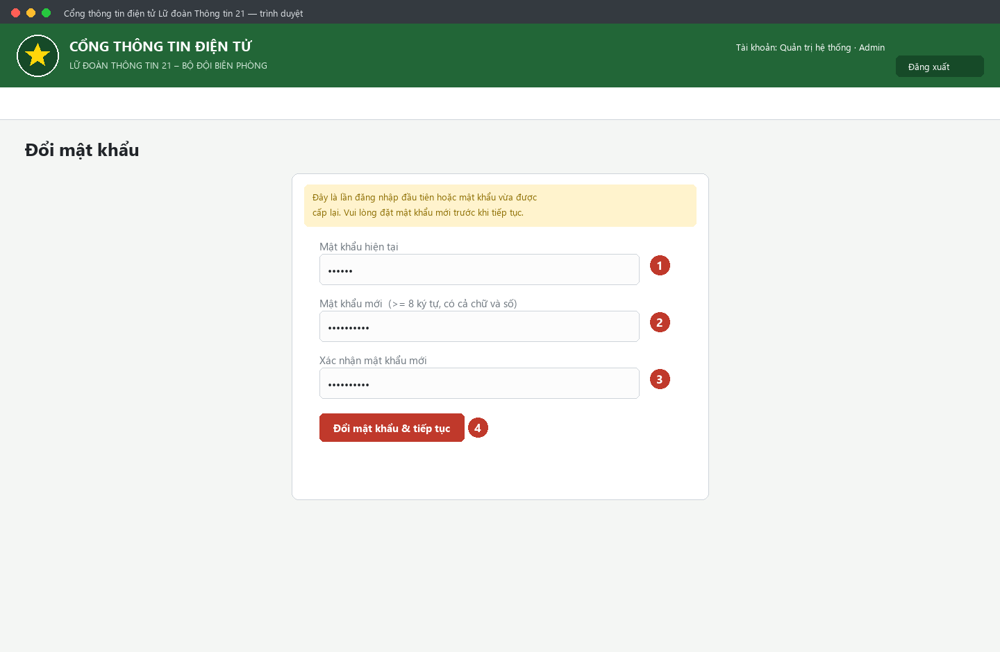 Cổng thông tin điện tử Lữ đoàn Thông tin 21 — trình duyệt
CỔNG THÔNG TIN ĐIỆN TỬ
LỮ ĐOÀN THÔNG TIN 21 – BỘ ĐỘI BIÊN PHÒNG
Tài khoản: Quản trị hệ thống · Admin
Đăng xuất
Đổi mật khẩu
Đây là lần đăng nhập đầu tiên hoặc mật khẩu vừa được
cấp lại. Vui lòng đặt mật khẩu mới trước khi tiếp tục.
Mật khẩu hiện tại
••••••
1
Mật khẩu mới (>= 8 ký tự, có cả chữ và số)
••••••••••
2
Xác nhận mật khẩu mới
••••••••••
3
Đổi mật khẩu & tiếp tục
4